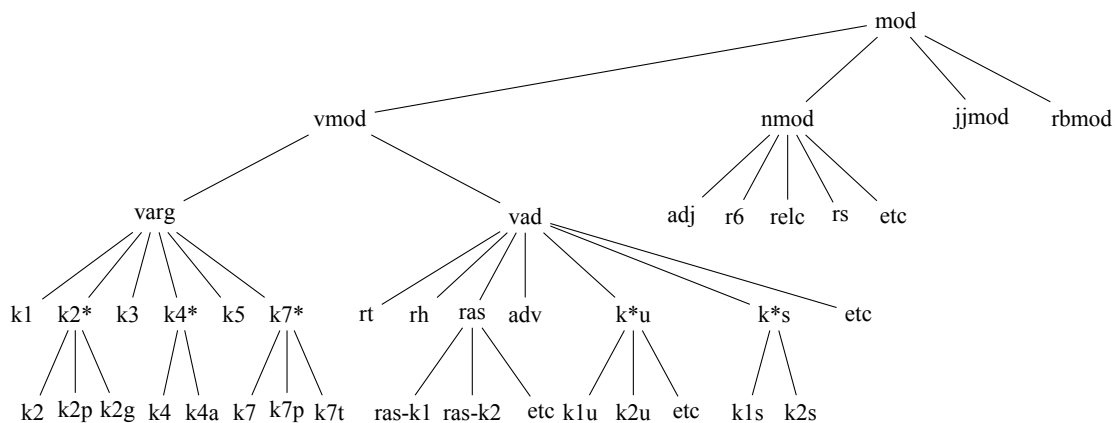 mod
vmod nmod jjmod rbmod
varg vad adj r6 relc rs etc
k1 k2* k3 k4* k5 k7* rt rh ras adv k*u k*s etc
k2 k2p k2g k4 k4a k7 k7p k7t ras-k1 ras-k2 etc k1u k2u etc k1s k2s